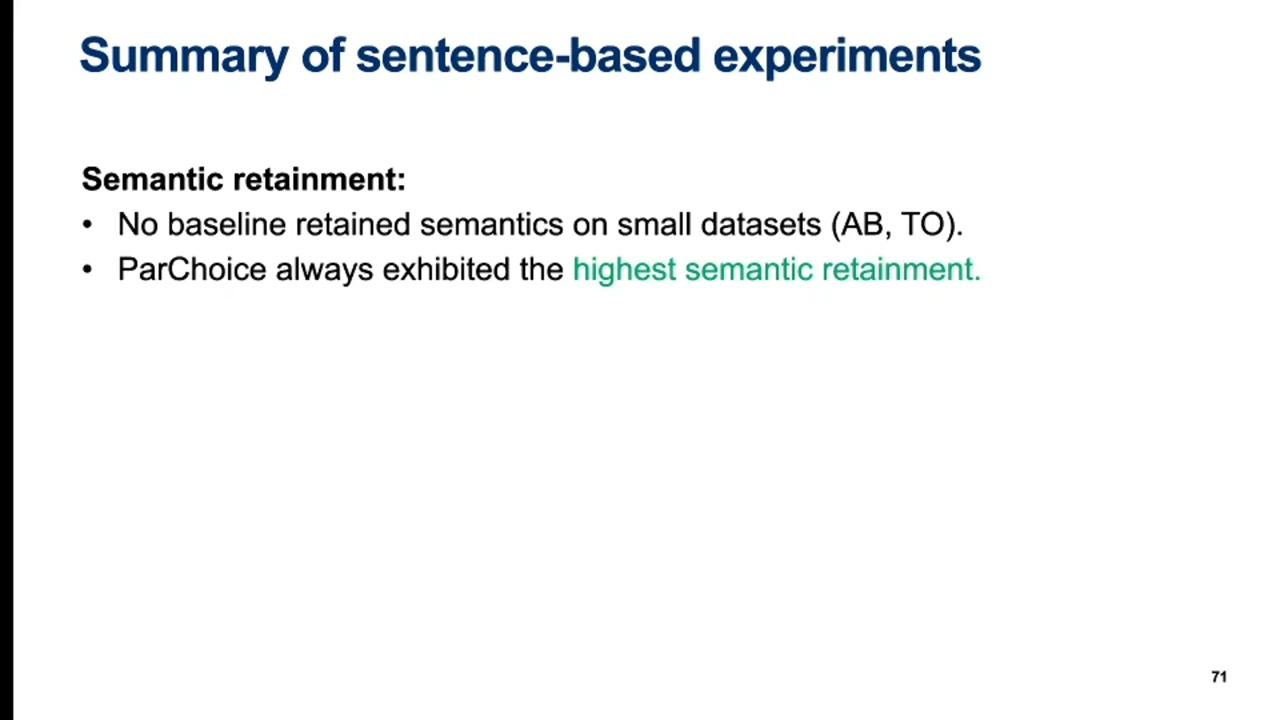 Summary of sentence-based experiments
Semantic retainment:
• No baseline retained semantics on small datasets (AB, TO).
• ParChoice always exhibited the highest semantic retainment.
71